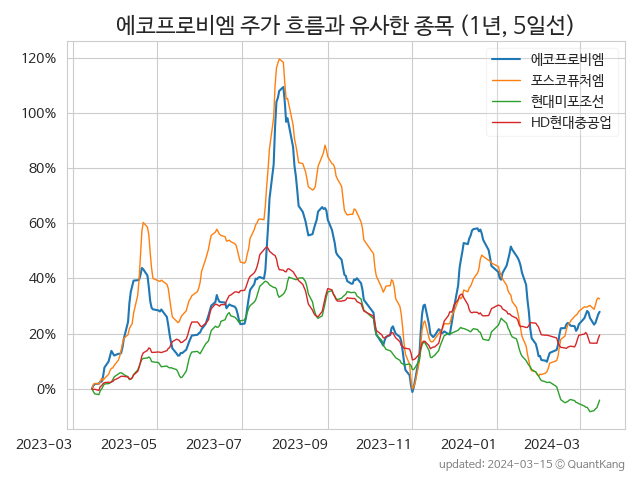 에코프로비엠 주가 흐름과 유사한 종목 (1년, 5일선)
에코프로비엠
포스코퓨처엠
현대미포조선
HD현대중공업
120%
100%
80%
60%
40%
20%
0%
2023-03
2023-05
2023-07
2023-09
2023-11
2024-01
2024-03
updated: 2024-03-15 © QuantKang